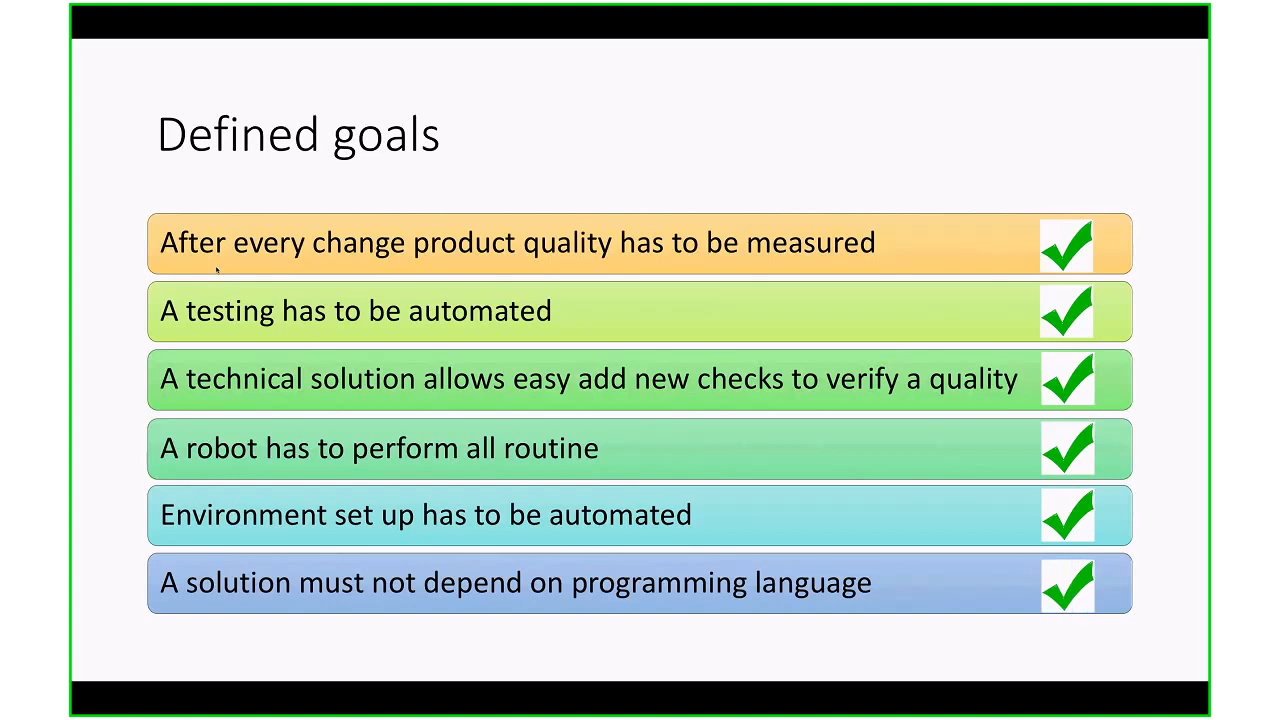 Defined goals
After every change product quality has to be measured
A testing has to be automated
A technical solution allows easy add new checks to verify a quality
A robot has to perform all routine
Environment set up has to be automated
A solution must not depend on programming language